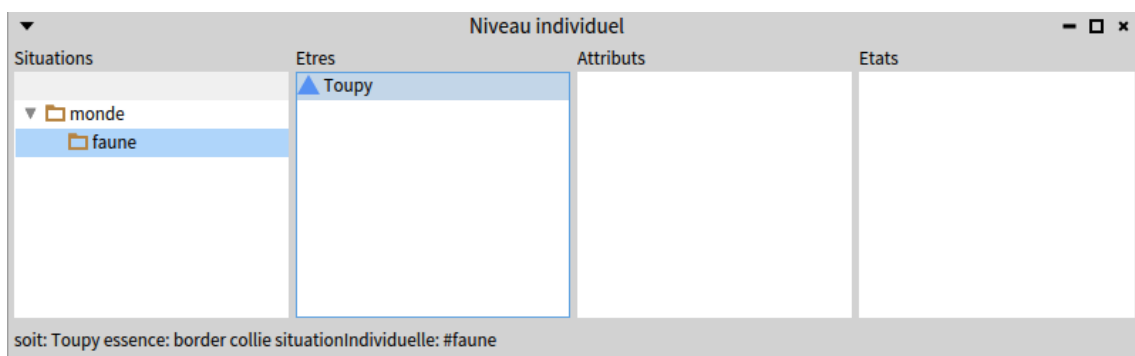 Niveau individuel
Situations Etres Attributs Etats
Toupy
monde
faune
soit: Toupy essence: border collie situationIndividuelle: #faune